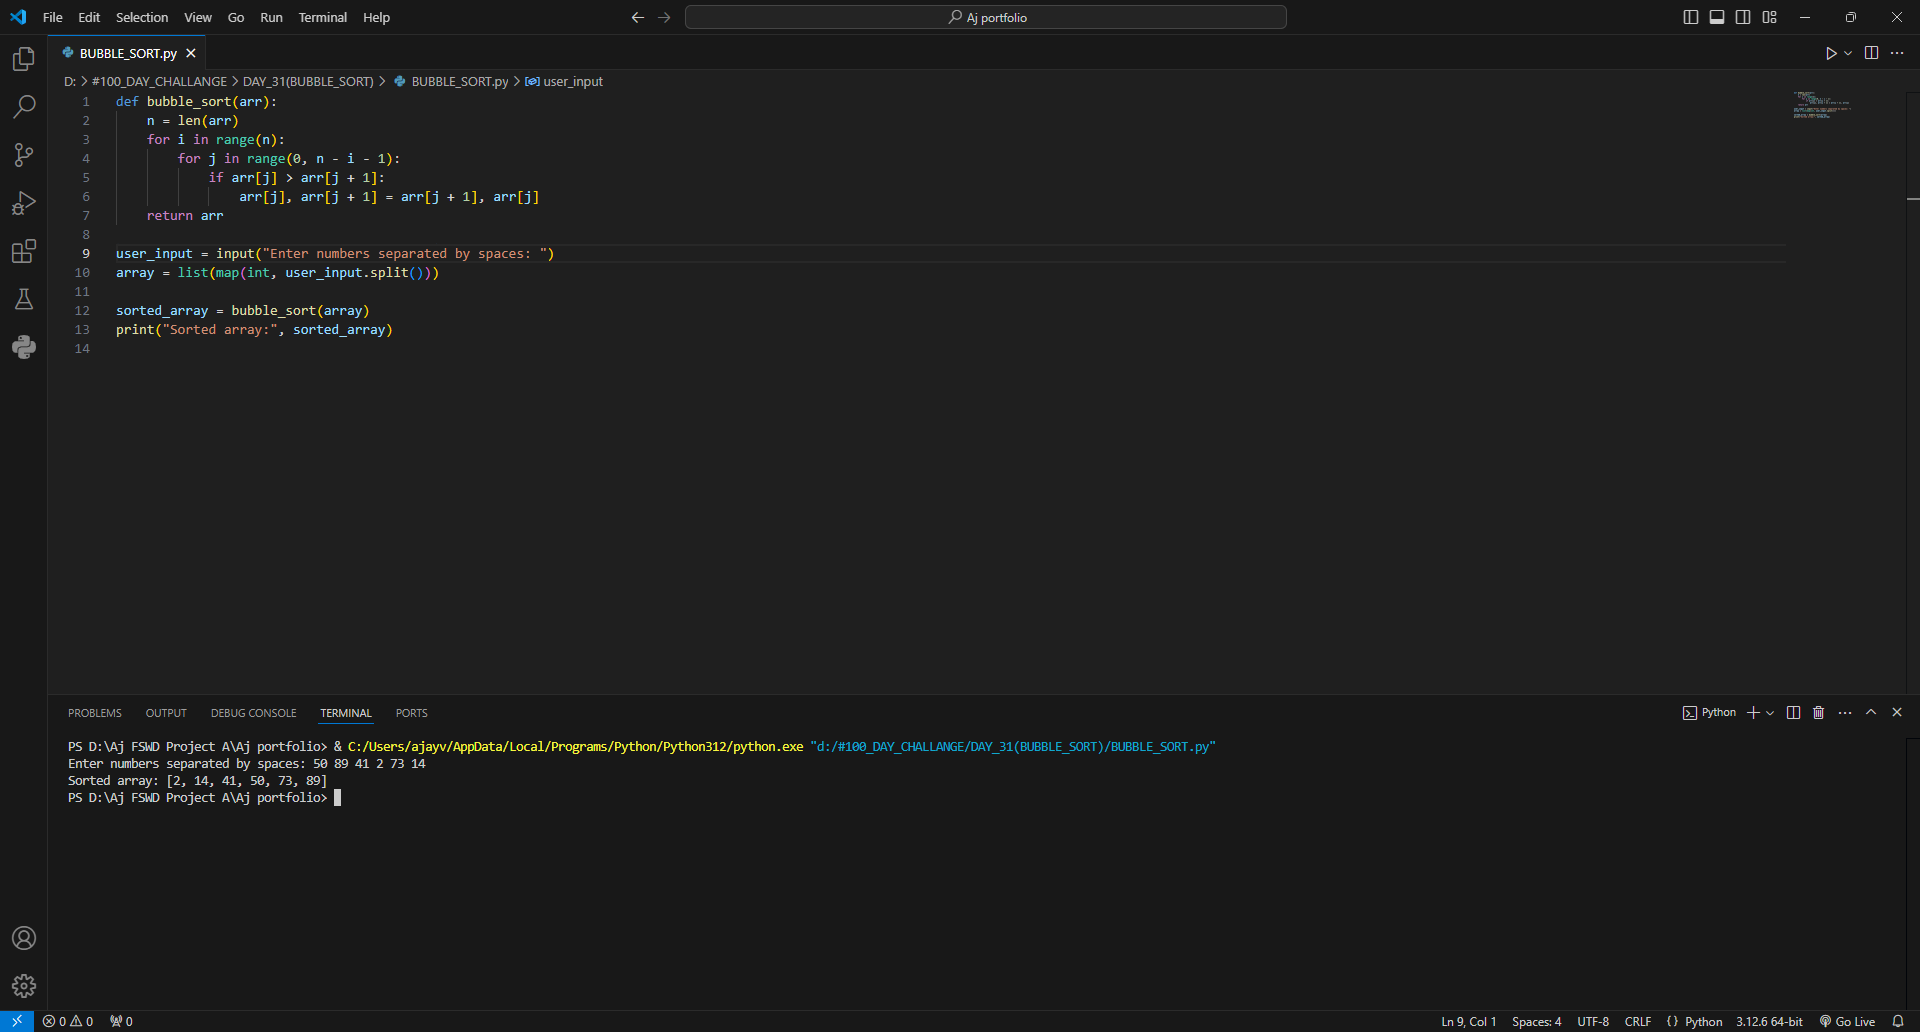 File Edit Selection View Go Run Terminal Help
Aj portfolio
BUBBLE_SORT.py
D: > #100_DAY_CHALLANGE > DAY_31(BUBBLE_SORT) > BUBBLE_SORT.py > user_input
1 def bubble_sort(arr):
2     n = len(arr)
3     for i in range(n):
4         for j in range(0, n - i - 1):
5             if arr[j] > arr[j + 1]:
6                 arr[j], arr[j + 1] = arr[j + 1], arr[j]
7     return arr
8
9 user_input = input("Enter numbers separated by spaces: ")
10 array = list(map(int, user_input.split()))
11
12 sorted_array = bubble_sort(array)
13 print("Sorted array:", sorted_array)
14
PROBLEMS OUTPUT DEBUG CONSOLE TERMINAL PORTS
Python
PS D:\Aj FSWD Project A\Aj portfolio> & C:/Users/ajayv/AppData/Local/Programs/Python/Python312/python.exe "d:/#100_DAY_CHALLANGE/DAY_31(BUBBLE_SORT)/BUBBLE_SORT.py"
Enter numbers separated by spaces: 50 89 41 2 73 14
Sorted array: [2, 14, 41, 50, 73, 89]
PS D:\Aj FSWD Project A\Aj portfolio>
0 0 0 Ln 9, Col 1 Spaces: 4 UTF-8 CRLF {} Python 3.12.6 64-bit Go Live